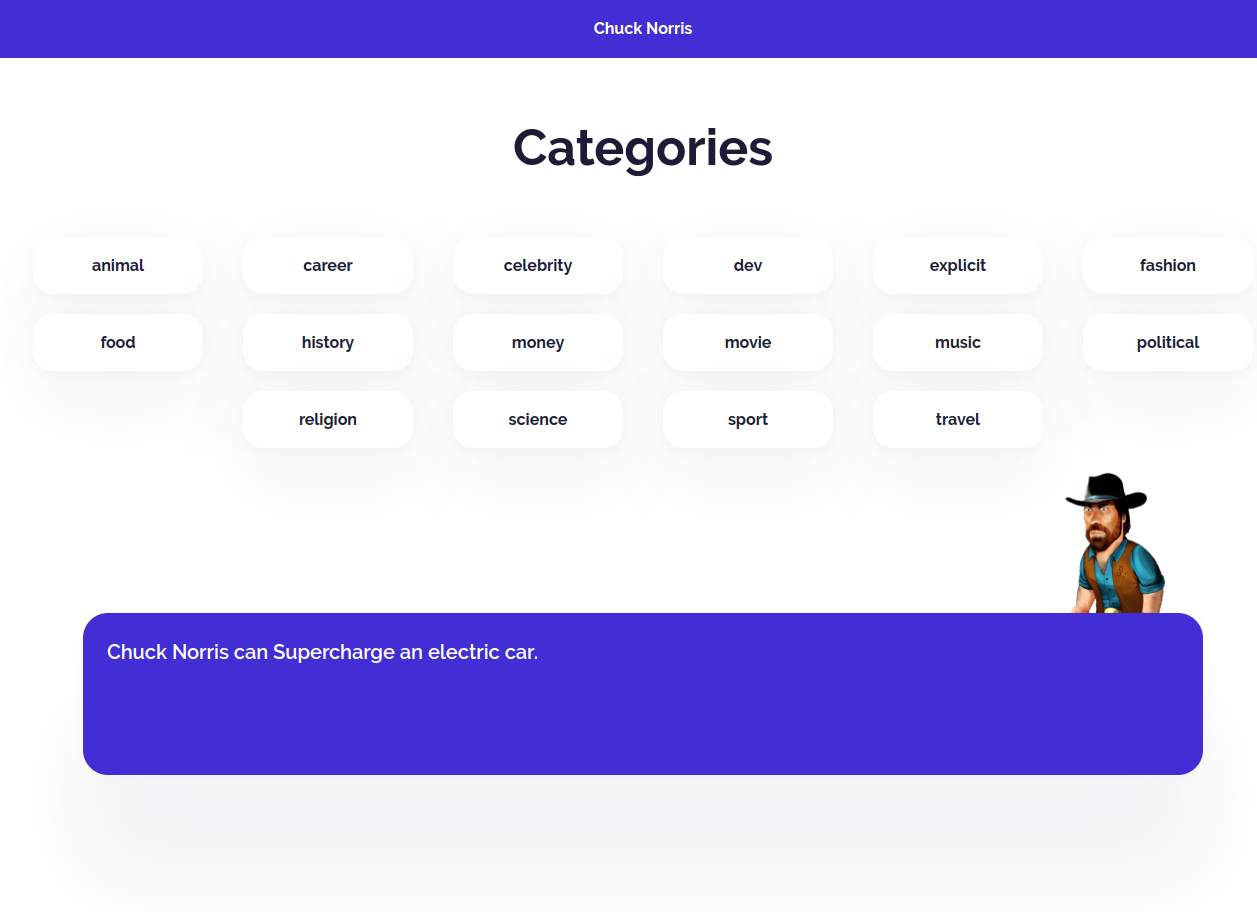 Chuck Norris
Categories
animal career celebrity dev explicit fashion
food history money movie music political
religion science sport travel
Chuck Norris can Supercharge an electric car.